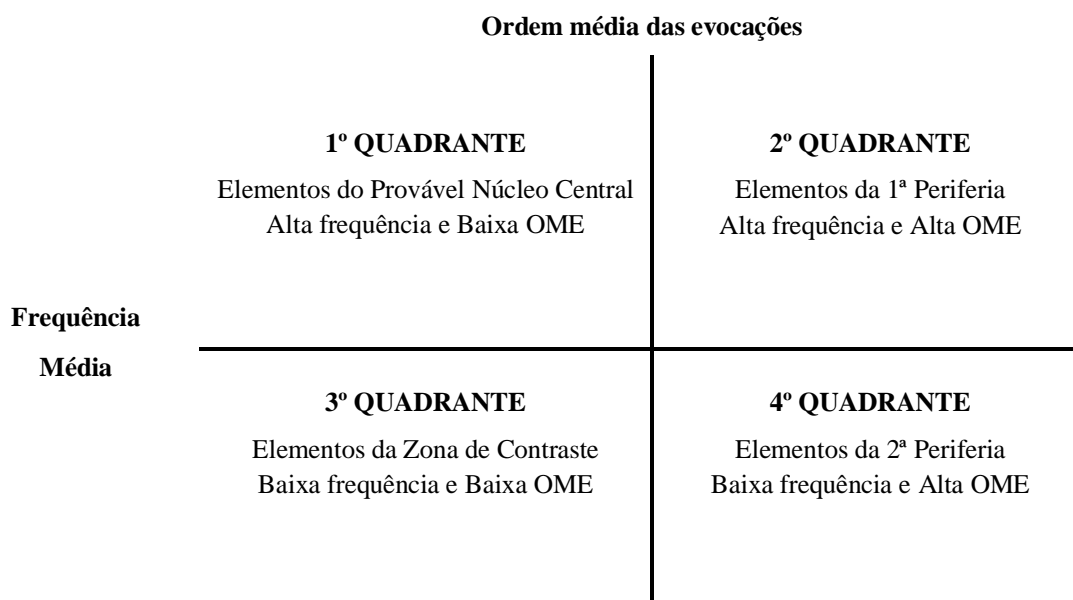 Ordem média das evocações
1º QUADRANTE
Elementos do Provável Núcleo Central
Alta frequência e Baixa OME
2º QUADRANTE
Elementos da 1ª Periferia
Alta frequência e Alta OME
Frequência
Média
3º QUADRANTE
Elementos da Zona de Contraste
Baixa frequência e Baixa OME
4º QUADRANTE
Elementos da 2ª Periferia
Baixa frequência e Alta OME